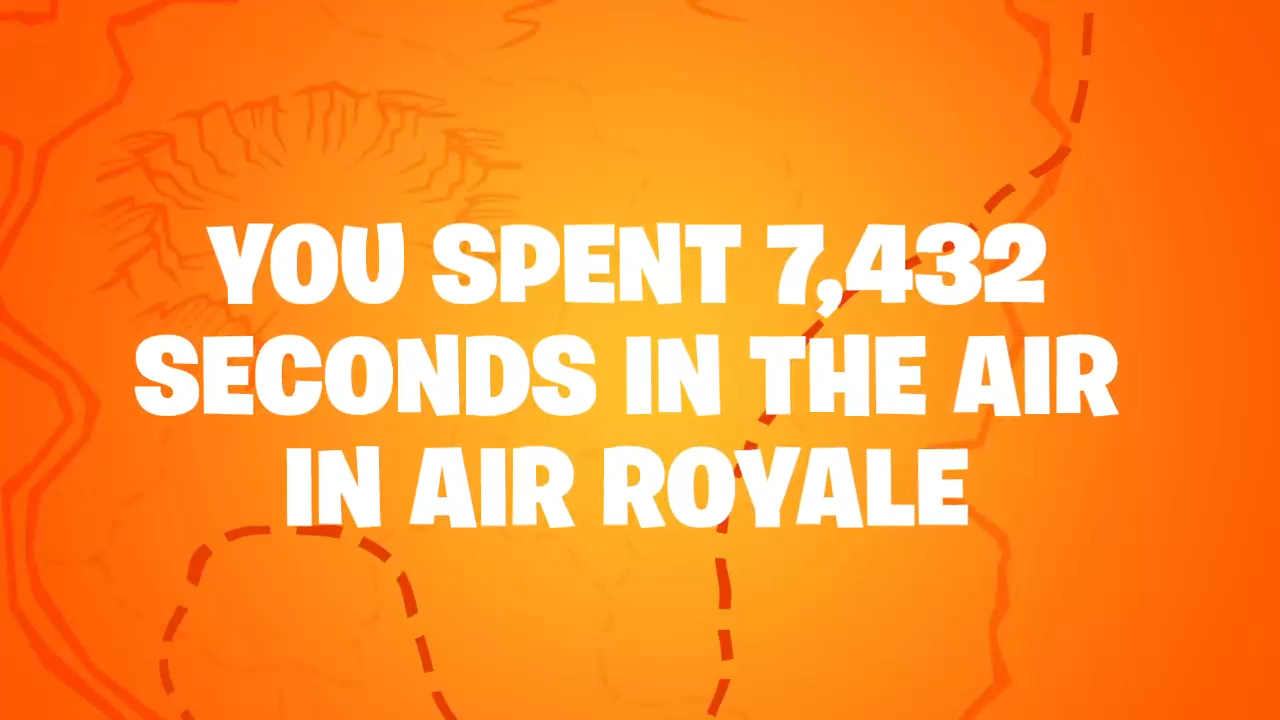 YOU SPENT 7,432
SECONDS IN THE AIR
IN AIR ROYALE